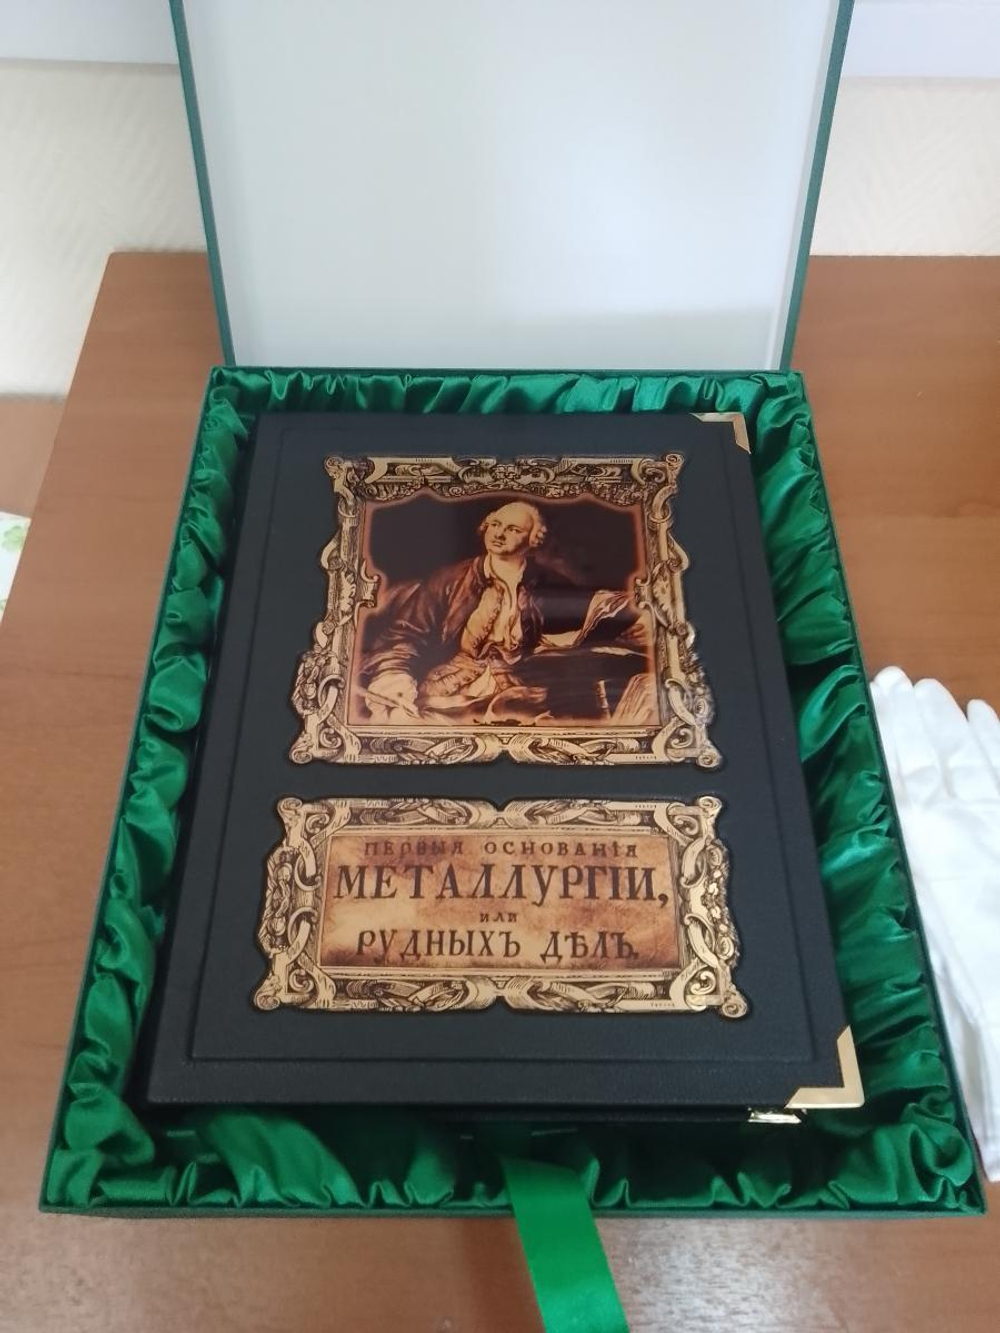 ПЕРВЫЯ ОСНОВАНІЯ
МЕТАЛЛУРГІИ,
ИЛИ
РУДНЫХЪ ДѢЛЪ.